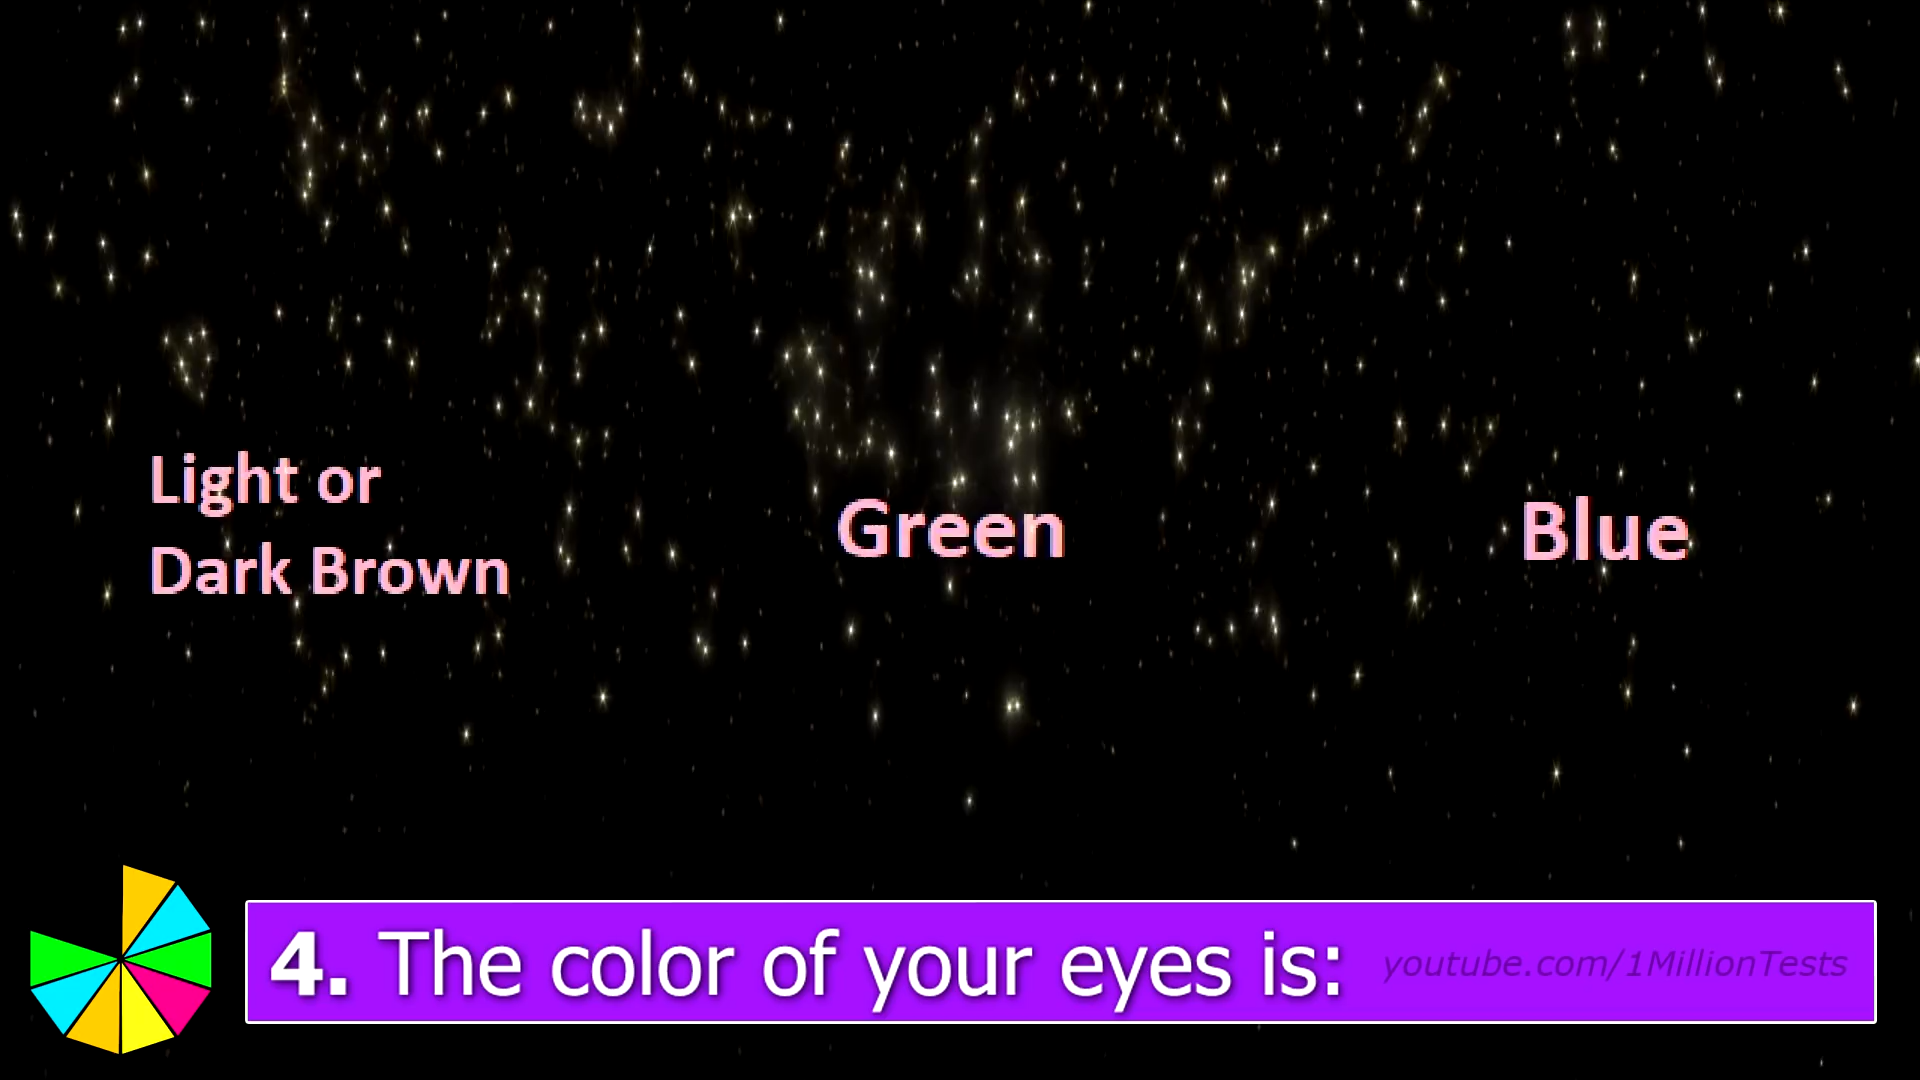 Light or
Dark Brown
Green
Blue
4. The color of your eyes is:
youtube.com/1MillionTests